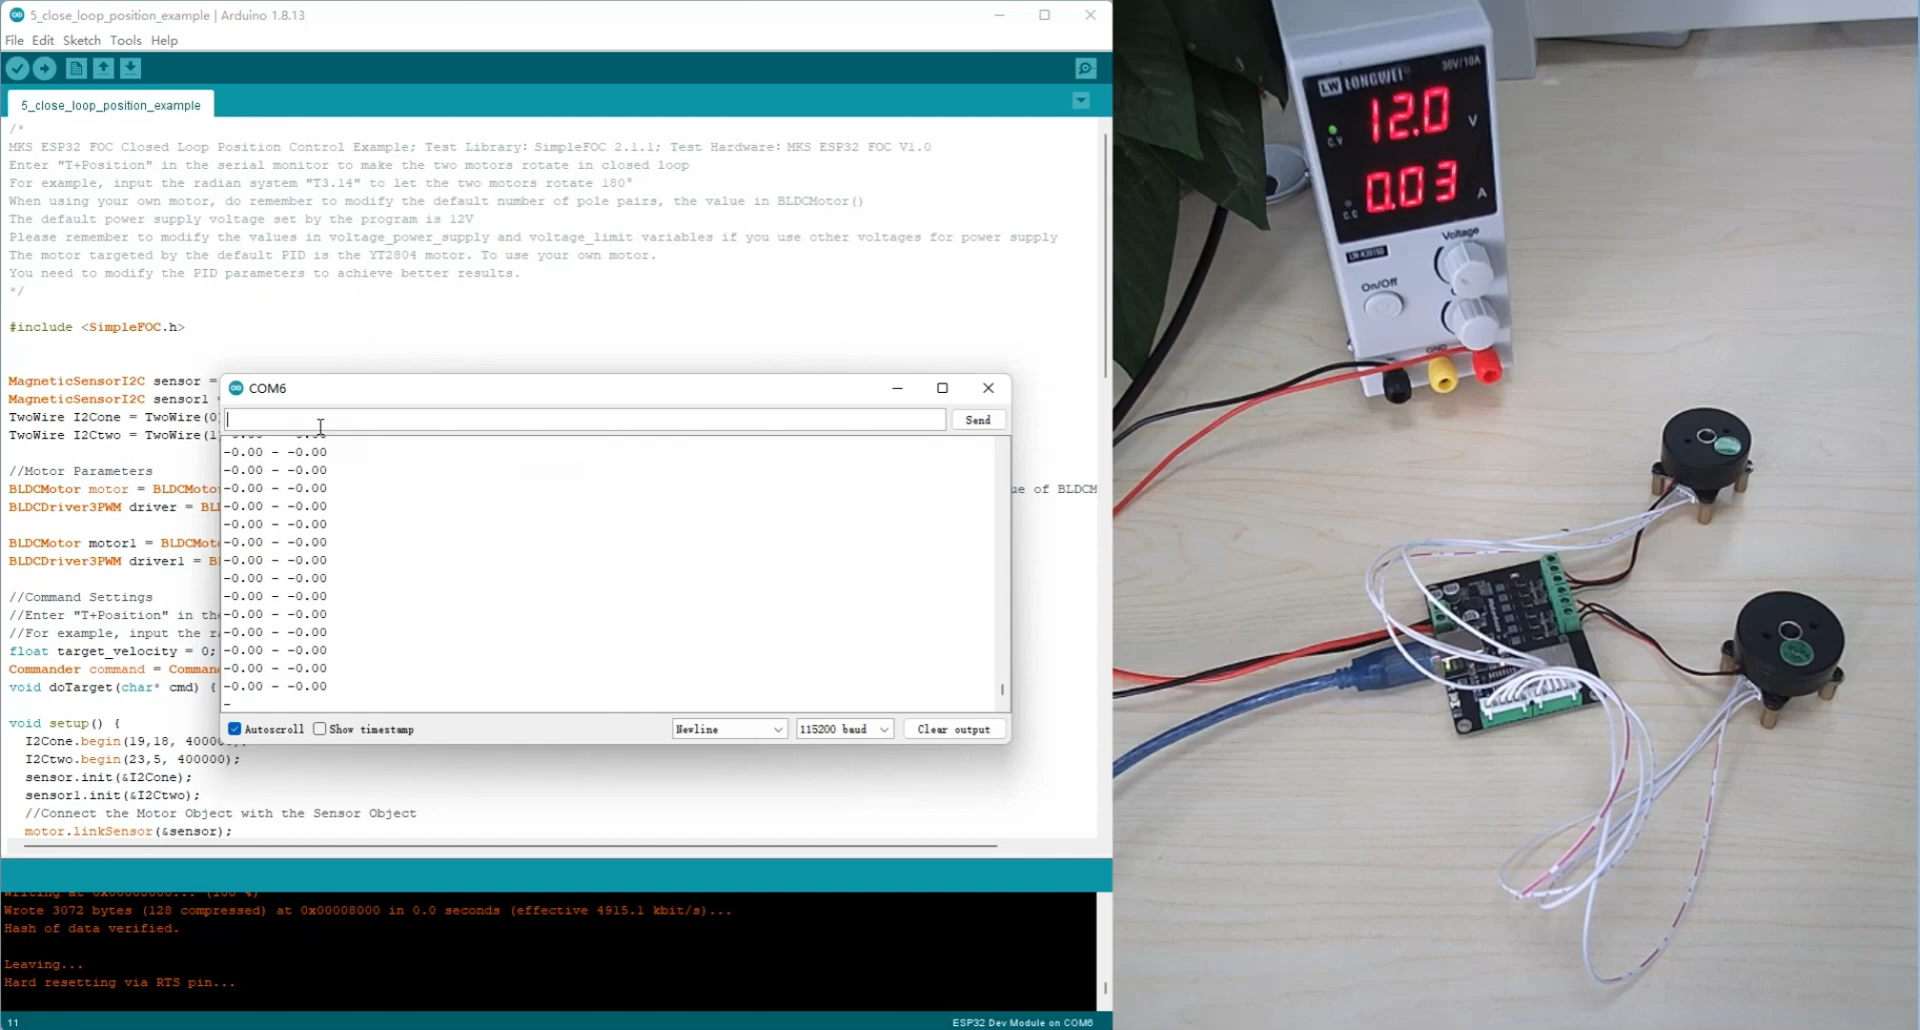 5_close_loop_position_example | Arduino 1.8.13
File Edit Sketch Tools Help
5_close_loop_position_example
/*
MKS ESP32 FOC Closed Loop Position Control Example; Test Library: SimpleFOC 2.1.1; Test Hardware: MKS ESP32 FOC V1.0
Enter "T+Position" in the serial monitor to make the two motors rotate in closed loop
For example, input the radian system "T3.14" to let the two motors rotate 180°
When using your own motor, do remember to modify the default number of pole pairs, the value in BLDCMotor()
The default power supply voltage set by the program is 12V
Please remember to modify the values in voltage_power_supply and voltage_limit variables if you use other voltages for power supply
The motor targeted by the default PID is the YT2804 motor. To use your own motor.
You need to modify the PID parameters to achieve better results.
*/
#include <SimpleFOC.h>
MagneticSensorI2C sensor =
MagneticSensorI2C sensor1 =
TwoWire I2Cone = TwoWire(0)
TwoWire I2Ctwo = TwoWire(1)
//Motor Parameters
BLDCMotor motor = BLDCMoto ue of BLDCM
BLDCDriver3PWM driver = BL
BLDCMotor motor1 = BLDCMot
BLDCDriver3PWM driver1 = B
//Command Settings
//Enter "T+Position" in the
//For example, input the ra
float target_velocity = 0;
Commander command = Comman
void doTarget(char* cmd) {
void setup() {
I2Cone.begin(19,18, 400000);
I2Ctwo.begin(23,5, 400000);
sensor.init(&I2Cone);
sensor1.init(&I2Ctwo);
//Connect the Motor Object with the Sensor Object
motor.linkSensor(&sensor);
COM6
Send
-0.00 - -0.00
-0.00 - -0.00
-0.00 - -0.00
-0.00 - -0.00
-0.00 - -0.00
-0.00 - -0.00
-0.00 - -0.00
-0.00 - -0.00
-0.00 - -0.00
-0.00 - -0.00
-0.00 - -0.00
-0.00 - -0.00
-0.00 - -0.00
-0.00 - -0.00
-
Autoscroll Show timestamp Newline 115200 baud Clear output
Writing at 0x00008000... (100 %)
Wrote 3072 bytes (128 compressed) at 0x00008000 in 0.0 seconds (effective 4915.1 kbit/s)...
Hash of data verified.
Leaving...
Hard resetting via RTS pin...
11 ESP32 Dev Module on COM6
LW LONGWEI 30V/10A
12.0 V
C.V
0.03 A
C.C
Voltage
On/Off
GND